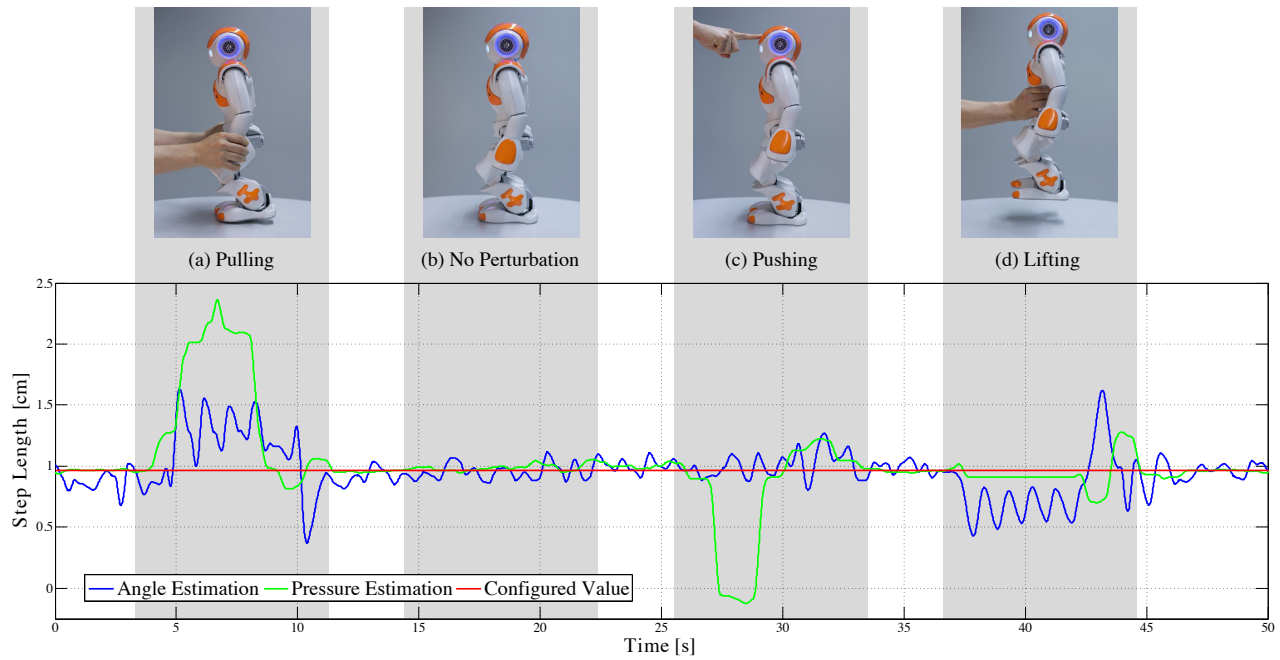 (a) Pulling
(b) No Perturbation
(c) Pushing
(d) Lifting
Step Length [cm]
2.5
2
1.5
1
0.5
0
Angle Estimation
Pressure Estimation
Configured Value
0 5 10 15 20 25 30 35 40 45 50
Time [s]